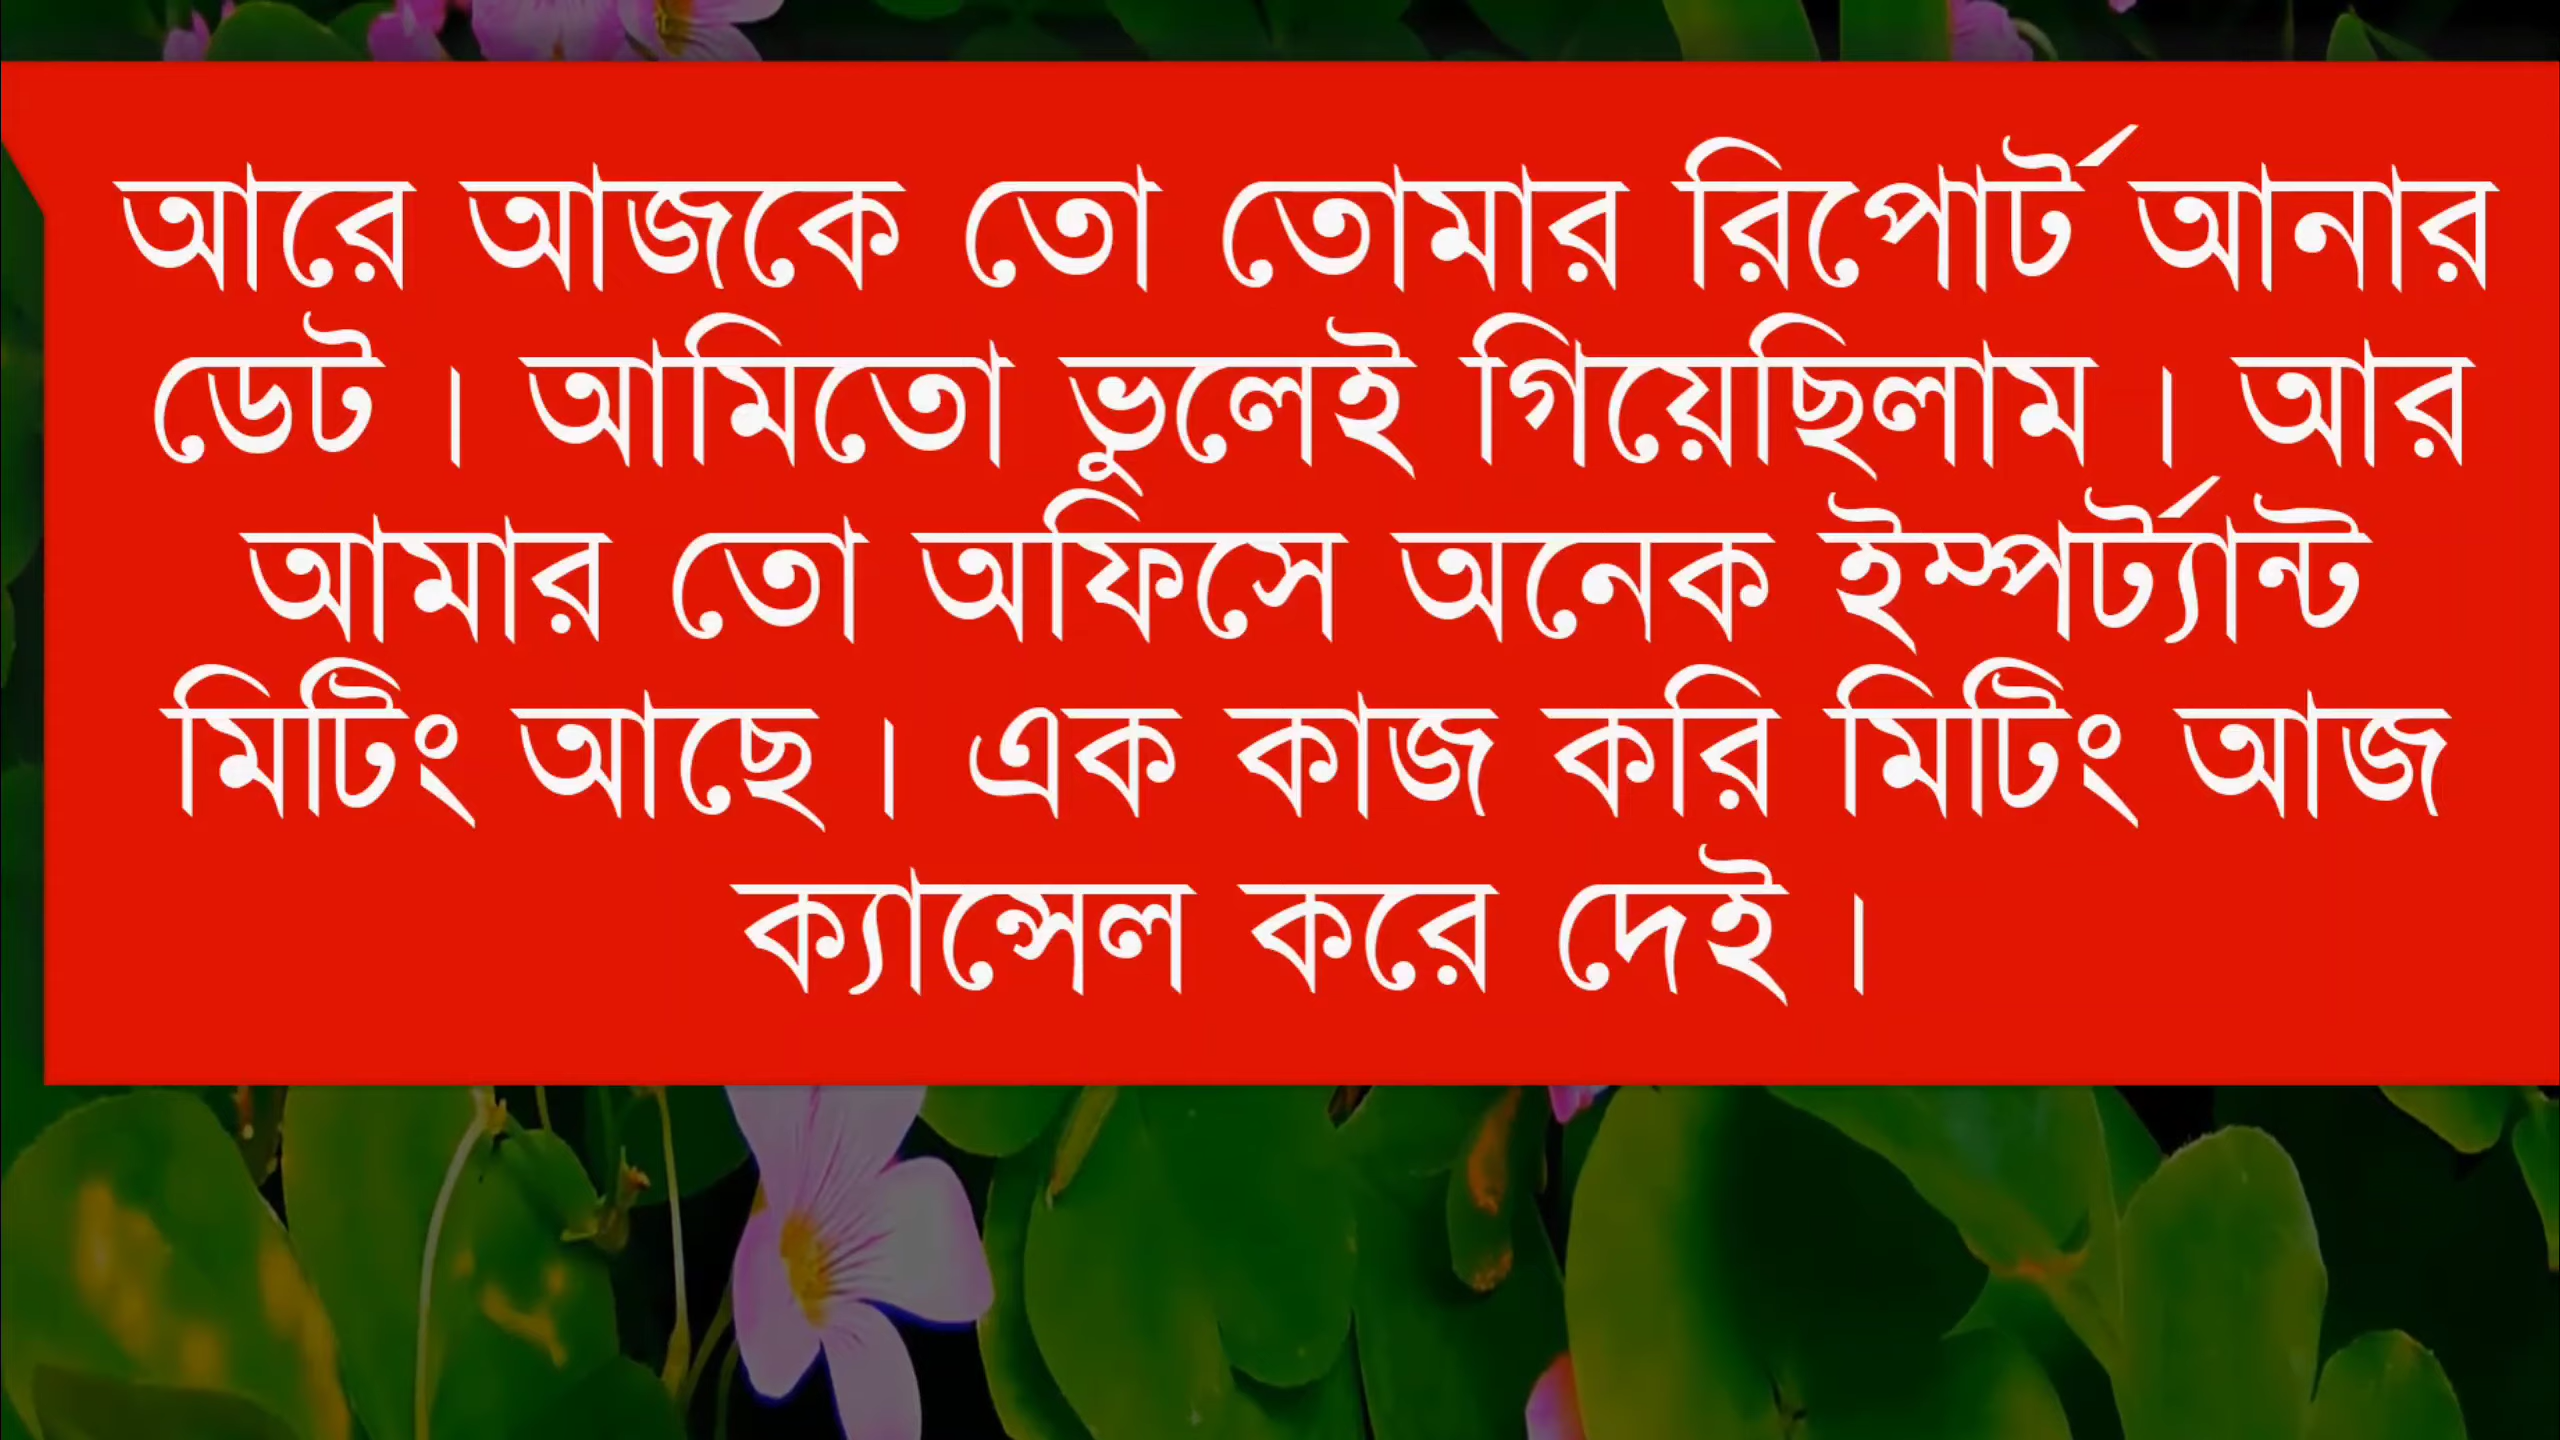 আরে আজকে তো তোমার রিপোর্ট আনার
ডেট । আমিতো ভুলেই গিয়েছিলাম । আর
আমার তো অফিসে অনেক ইম্পর্ট্যান্ট
মিটিং আছে । এক কাজ করি মিটিং আজ
ক্যান্সেল করে দেই ।